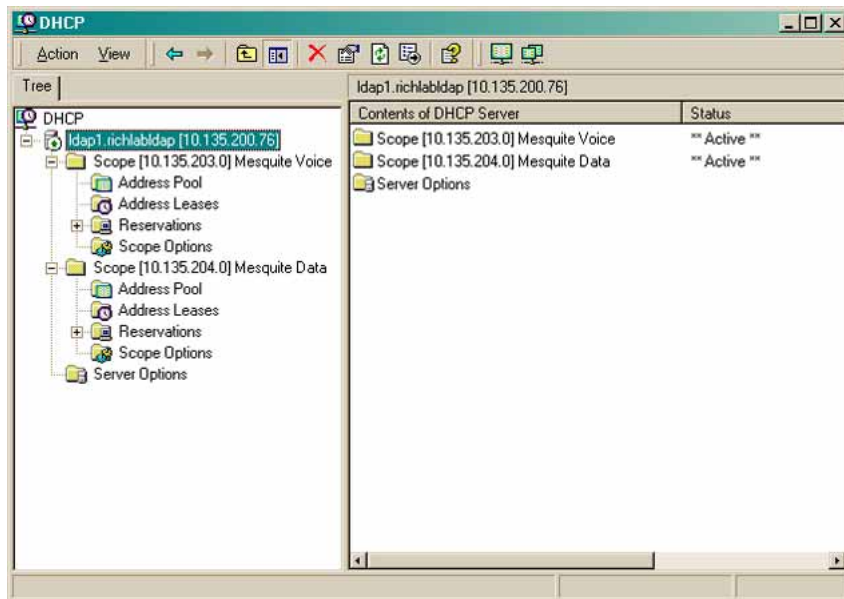 DHCP
Action View
Tree
ldap1.richlabldap [10.135.200.76]
DHCP
ldap1.richlabldap [10.135.200.76]
Scope [10.135.203.0] Mesquite Voice
Address Pool
Address Leases
Reservations
Scope Options
Scope [10.135.204.0] Mesquite Data
Address Pool
Address Leases
Reservations
Scope Options
Server Options
Contents of DHCP Server Status
Scope [10.135.203.0] Mesquite Voice ** Active **
Scope [10.135.204.0] Mesquite Data ** Active **
Server Options